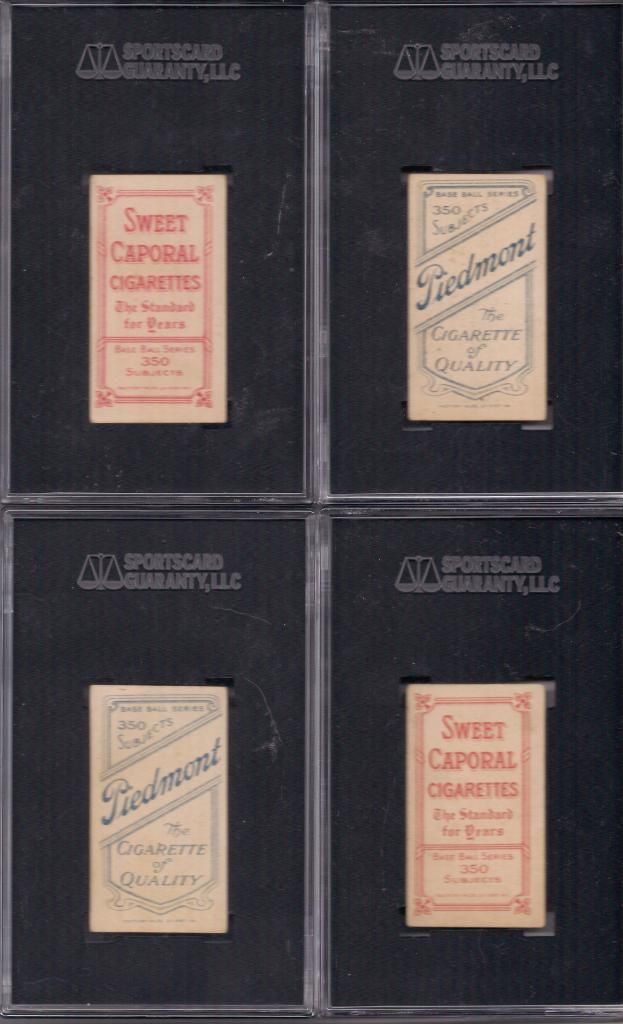 SPORTSCARD
GUARANTY, LLC
SWEET
CAPORAL
CIGARETTES
The Standard
for Years
BASE BALL SERIES
350
SUBJECTS
SPORTSCARD
GUARANTY, LLC
BASE BALL SERIES
350
SUBJECTS
Piedmont
The
CIGARETTE
of
QUALITY
SPORTSCARD
GUARANTY, LLC
BASE BALL SERIES
350
SUBJECTS
Piedmont
The
CIGARETTE
of
QUALITY
SPORTSCARD
GUARANTY, LLC
SWEET
CAPORAL
CIGARETTES
The Standard
for Years
BASE BALL SERIES
350
SUBJECTS